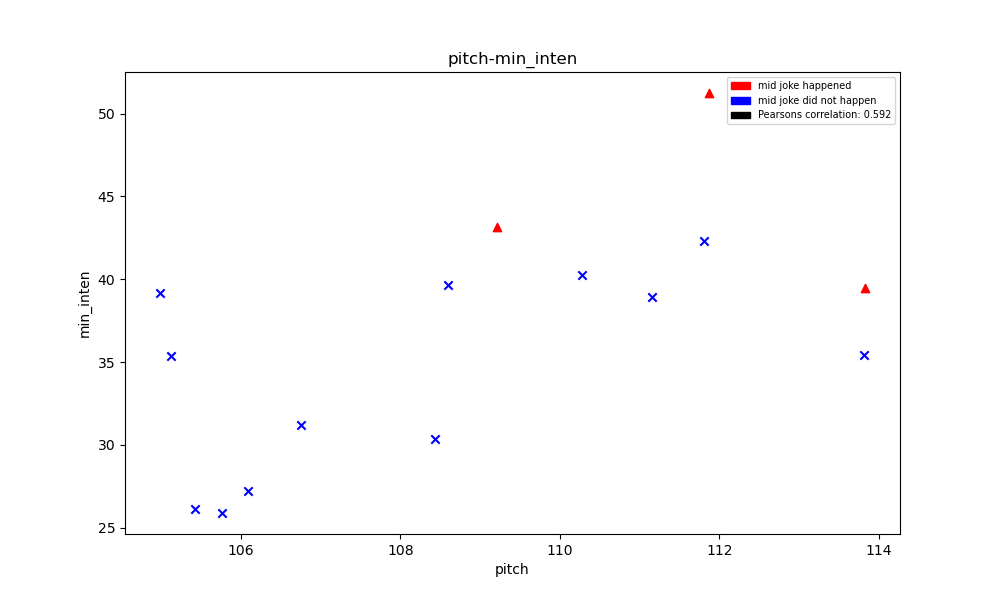 pitch-min_inten
mid joke happened
mid joke did not happen
Pearsons correlation: 0.592
50
45
40
35
30
25
min_inten
106
108
110
112
114
pitch